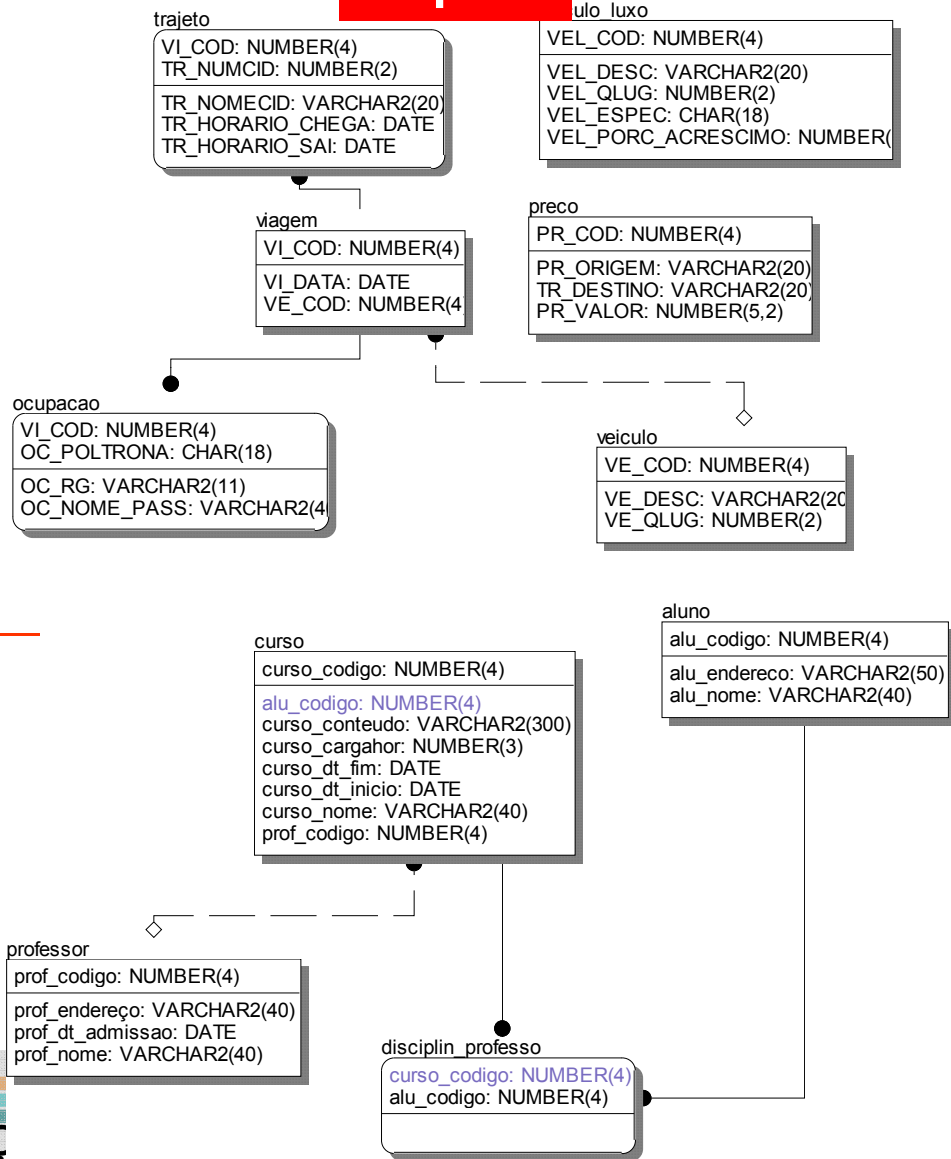 trajeto
VI_COD: NUMBER(4)
TR_NUMCID: NUMBER(2)
TR_NOMECID: VARCHAR2(20)
TR_HORARIO_CHEGA: DATE
TR_HORARIO_SAI: DATE
culo_luxo
VEL_COD: NUMBER(4)
VEL_DESC: VARCHAR2(20)
VEL_QLUG: NUMBER(2)
VEL_ESPEC: CHAR(18)
VEL_PORC_ACRESCIMO: NUMBER(
viagem
VI_COD: NUMBER(4)
VI_DATA: DATE
VE_COD: NUMBER(4
preco
PR_COD: NUMBER(4)
PR_ORIGEM: VARCHAR2(20)
TR_DESTINO: VARCHAR2(20)
PR_VALOR: NUMBER(5,2)
ocupacao
VI_COD: NUMBER(4)
OC_POLTRONA: CHAR(18)
OC_RG: VARCHAR2(11)
OC_NOME_PASS: VARCHAR2(4
veiculo
VE_COD: NUMBER(4)
VE_DESC: VARCHAR2(20
VE_QLUG: NUMBER(2)
curso
curso_codigo: NUMBER(4)
alu_codigo: NUMBER(4)
curso_conteudo: VARCHAR2(300)
curso_cargahor: NUMBER(3)
curso_dt_fim: DATE
curso_dt_inicio: DATE
curso_nome: VARCHAR2(40)
prof_codigo: NUMBER(4)
aluno
alu_codigo: NUMBER(4)
alu_endereco: VARCHAR2(50)
alu_nome: VARCHAR2(40)
professor
prof_codigo: NUMBER(4)
prof_endereço: VARCHAR2(40)
prof_dt_admissao: DATE
prof_nome: VARCHAR2(40)
disciplin_professo
curso_codigo: NUMBER(4)
alu_codigo: NUMBER(4)